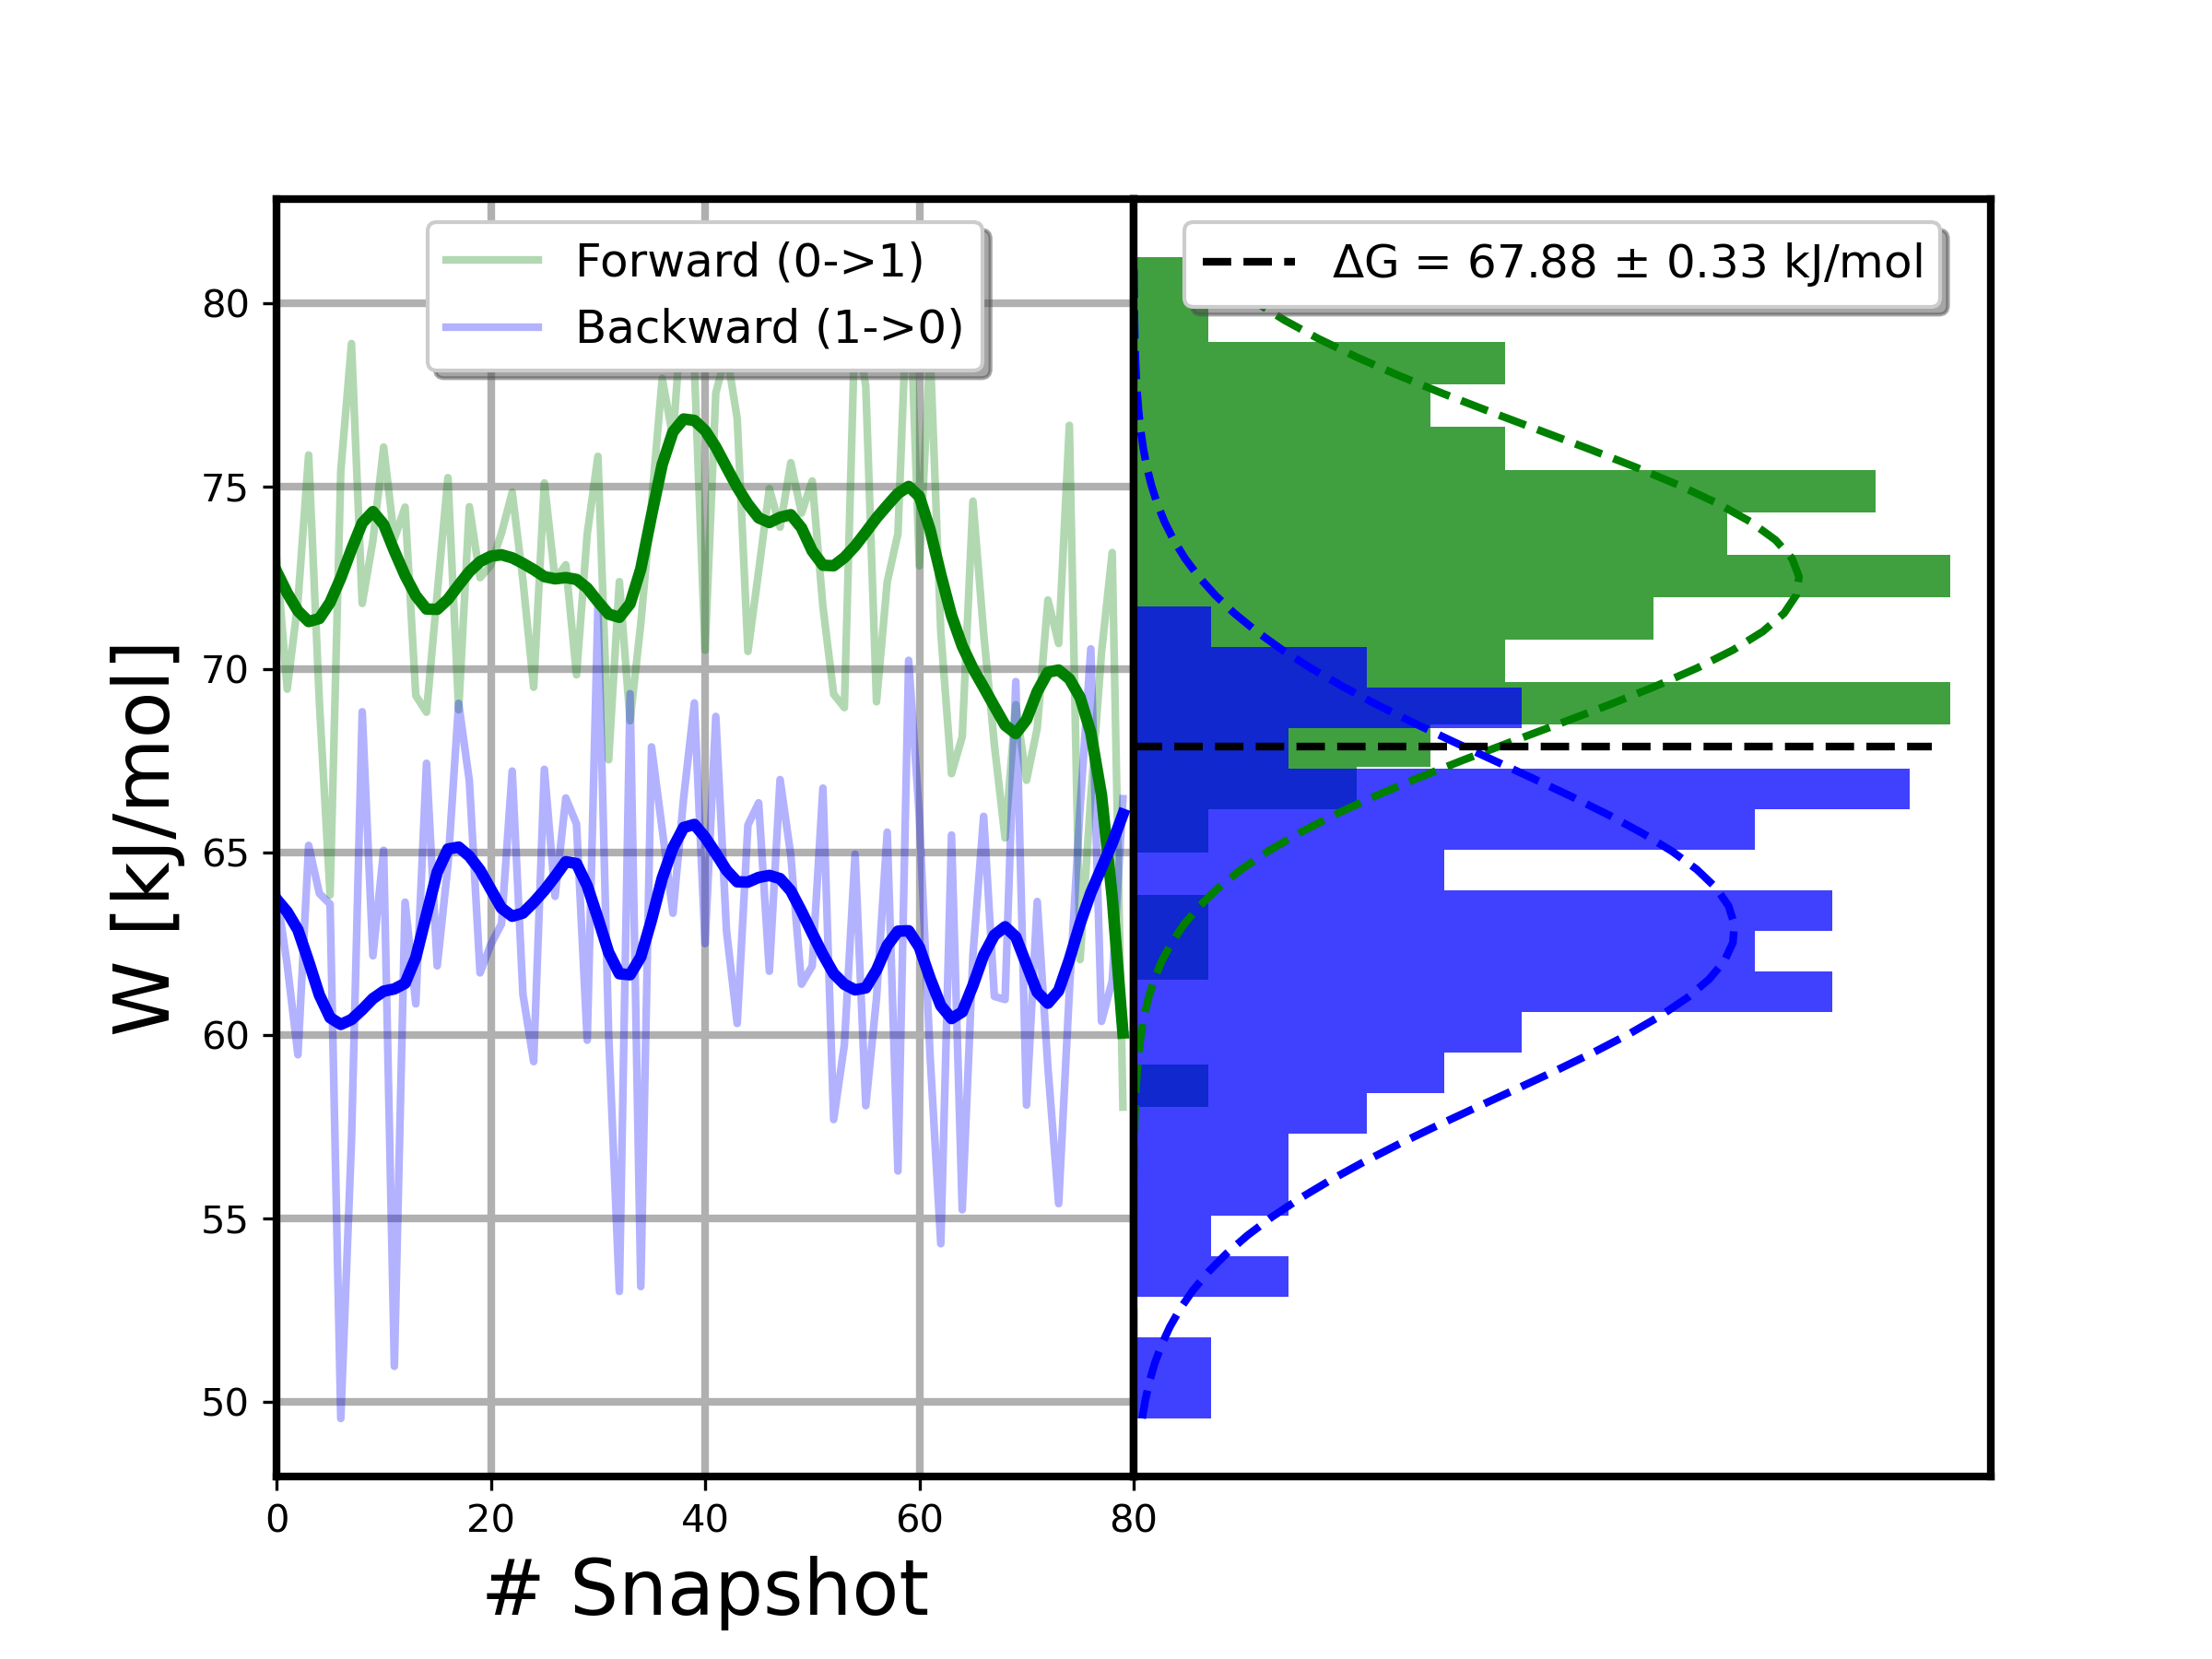 Forward (0->1)
Backward (1->0)
ΔG = 67.88 ± 0.33 kJ/mol
80
75
70
65
60
55
50
W [kJ/mol]
0 20 40 60 80
# Snapshot